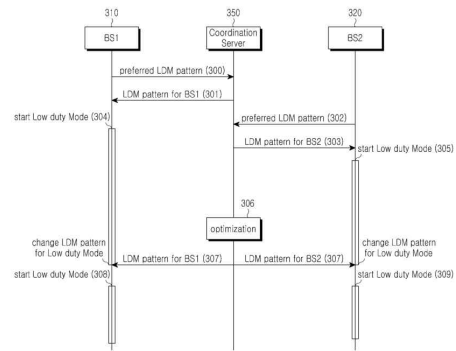 310
350
320
BS1
Coordination
Server
BS2
preferred LDM pattern (300)
LDM pattern for BS1 (301)
start Low duty Mode (304)
preferred LDM pattern (302)
LDM pattern for BS2 (303)
start Low duty Mode (305)
306
optimization
change LDM pattern
for Low duty Mode
change LDM pattern
for Low duty Mode
LDM pattern for BS1 (307)
LDM pattern for BS2 (307)
start Low duty Mode (308)
start Low duty Mode (309)